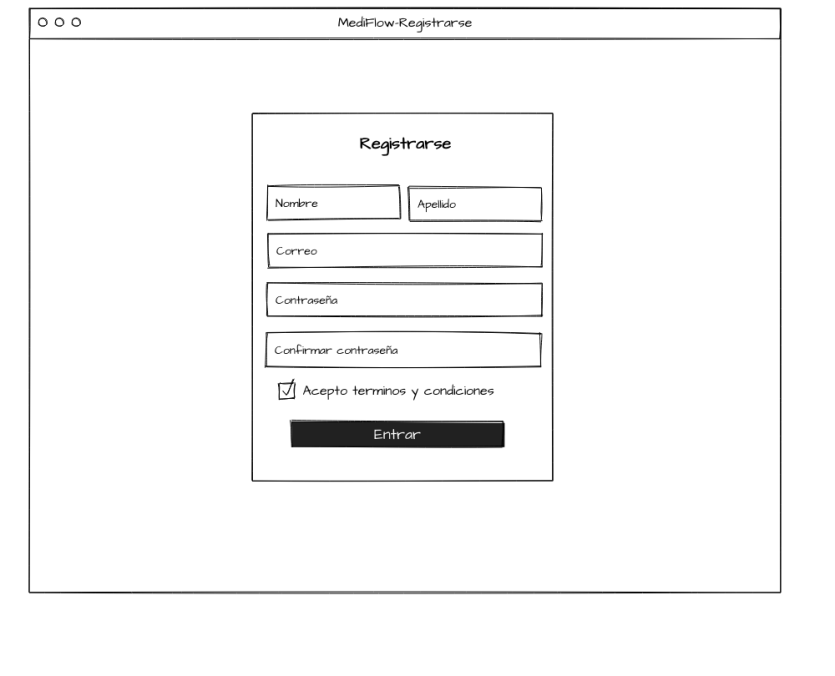 MediFlow-Registrarse
Registrarse
Nombre
Apellido
Correo
Contraseña
Confirmar contraseña
Acepto terminos y condiciones
Entrar